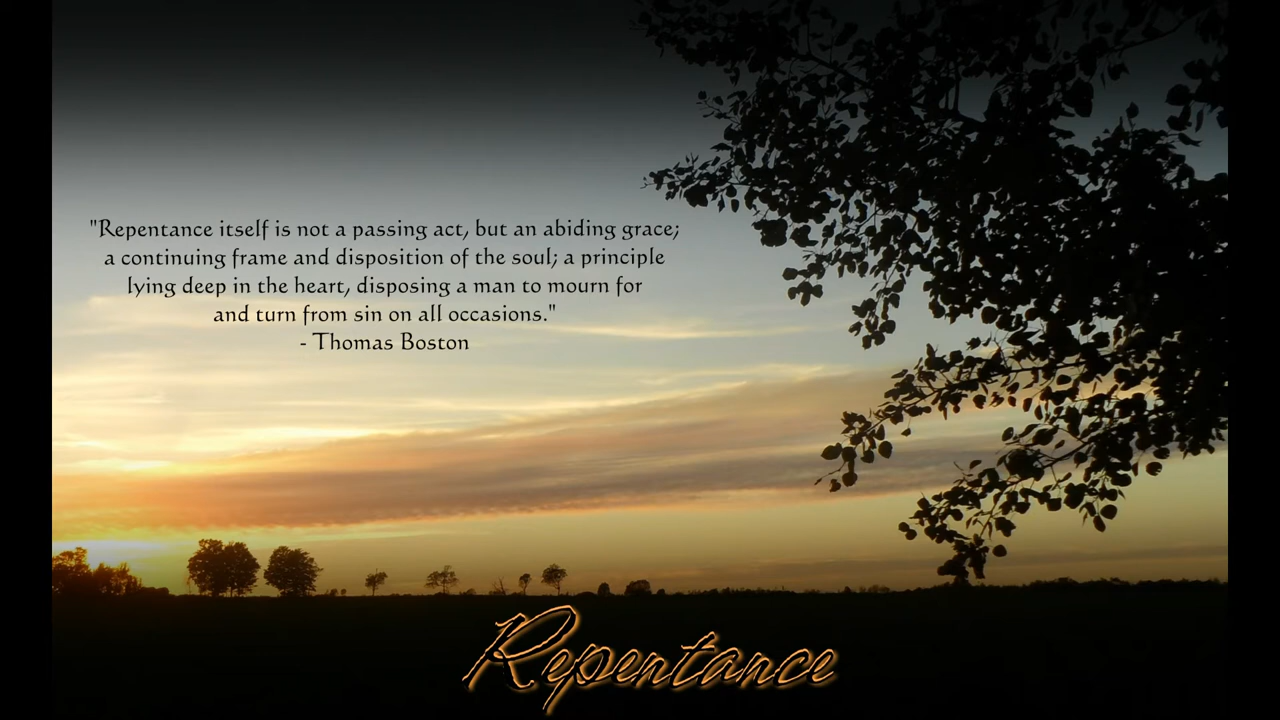 "Repentance itself is not a passing act, but an abiding grace;
a continuing frame and disposition of the soul; a principle
lying deep in the heart, disposing a man to mourn for
and turn from sin on all occasions."
- Thomas Boston
Repentance